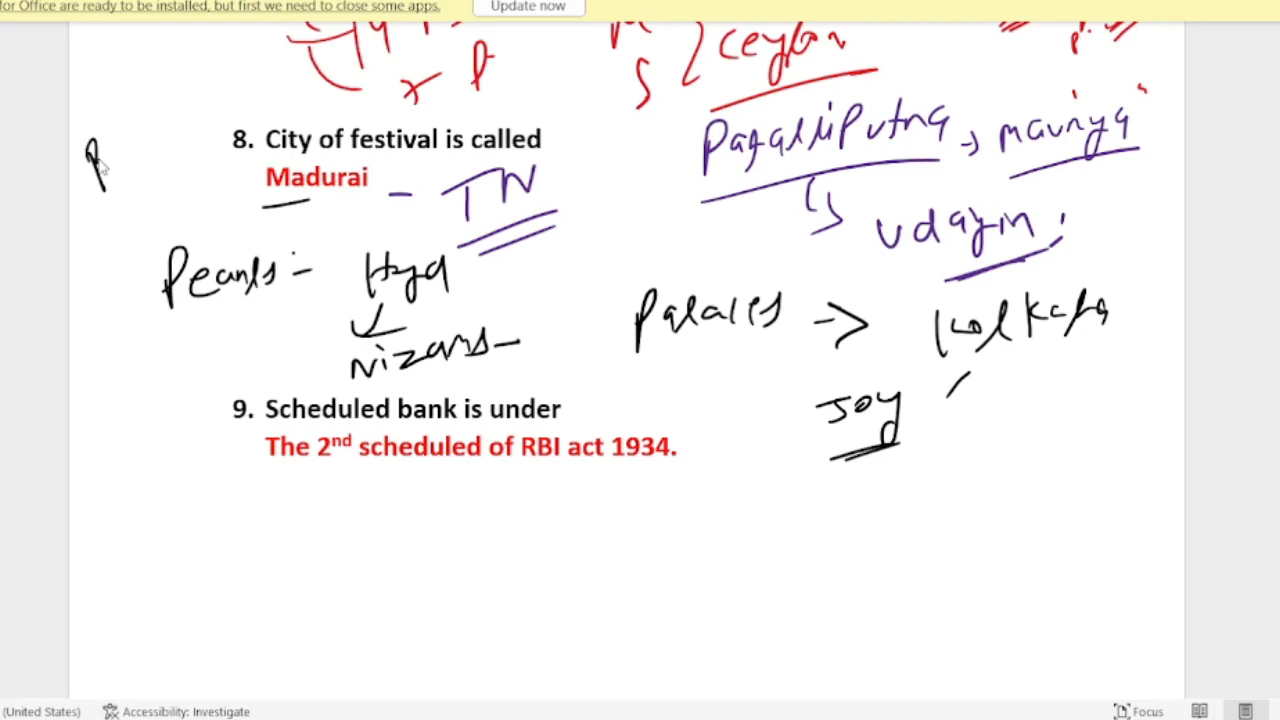 for Office are ready to be installed, but first we need to close some apps. Update now
Ceylon
x P S
8. City of festival is called
Madurai - TN
Pataliputra → Maurya
Udayin
Pearls :- Hyd
Nizams -
Palaces → Kolkata
Joy
9. Scheduled bank is under
The 2nd scheduled of RBI act 1934.
(United States) Accessibility: Investigate Focus